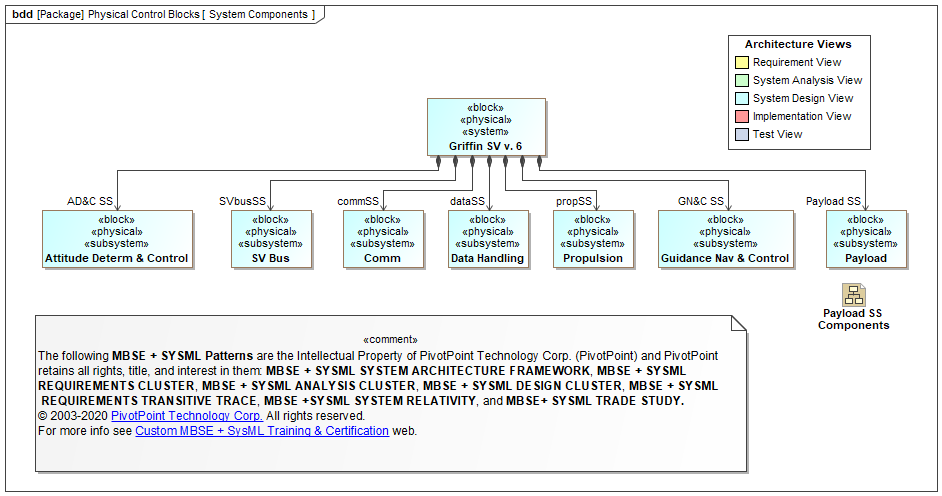 bdd [Package] Physical Control Blocks [ System Components ]
Architecture Views
Requirement View
System Analysis View
System Design View
Implementation View
Test View
«block»
«physical»
«system»
Griffin SV v. 6
AD&C SS
SVbusSS
commSS
dataSS
propSS
GN&C SS
Payload SS
«block»
«physical»
«subsystem»
Attitude Determ & Control
«block»
«physical»
«subsystem»
SV Bus
«block»
«physical»
«subsystem»
Comm
«block»
«physical»
«subsystem»
Data Handling
«block»
«physical»
«subsystem»
Propulsion
«block»
«physical»
«subsystem»
Guidance Nav & Control
«block»
«physical»
«subsystem»
Payload
Payload SS
Components
«comment»
The following MBSE + SYSML Patterns are the Intellectual Property of PivotPoint Technology Corp. (PivotPoint) and PivotPoint
retains all rights, title, and interest in them: MBSE + SYSML SYSTEM ARCHITECTURE FRAMEWORK, MBSE + SYSML
REQUIREMENTS CLUSTER, MBSE + SYSML ANALYSIS CLUSTER, MBSE + SYSML DESIGN CLUSTER, MBSE + SYSML
REQUIREMENTS TRANSITIVE TRACE, MBSE +SYSML SYSTEM RELATIVITY, and MBSE+ SYSML TRADE STUDY.
© 2003-2020 PivotPoint Technology Corp. All rights reserved.
For more info see Custom MBSE + SysML Training & Certification web.